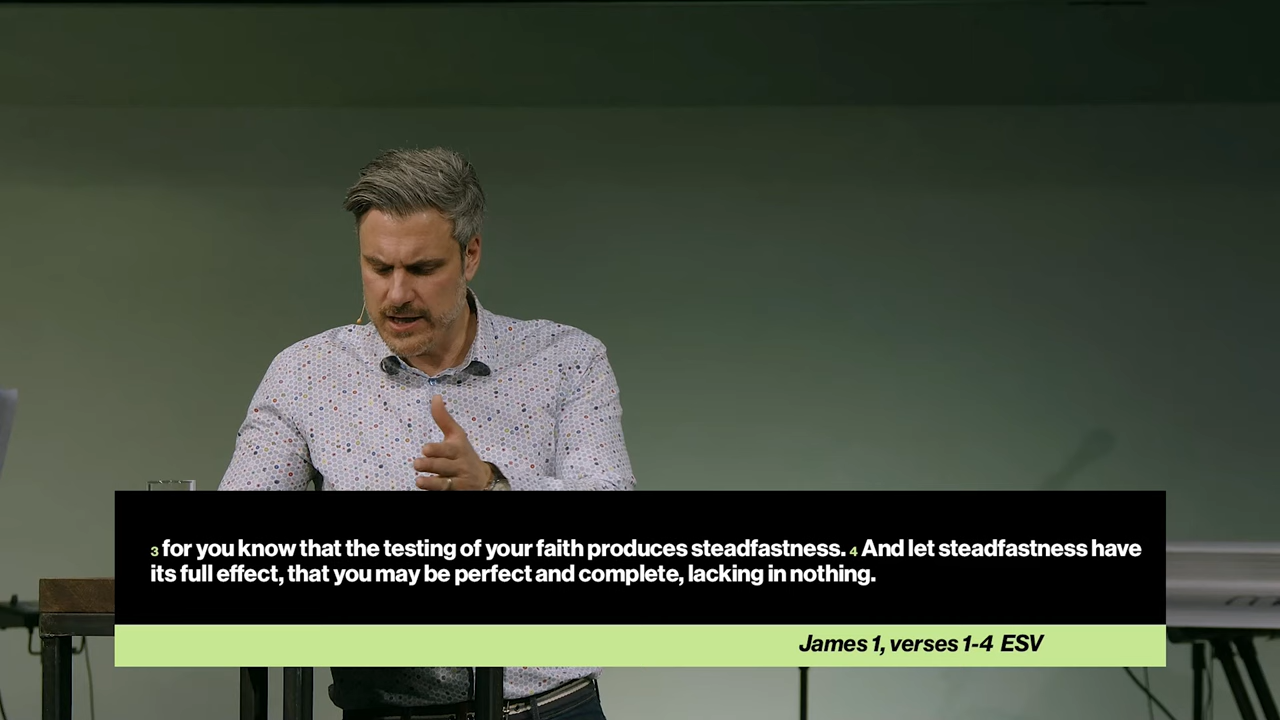 3 for you know that the testing of your faith produces steadfastness. 4 And let steadfastness have
its full effect, that you may be perfect and complete, lacking in nothing.
James 1, verses 1-4 ESV